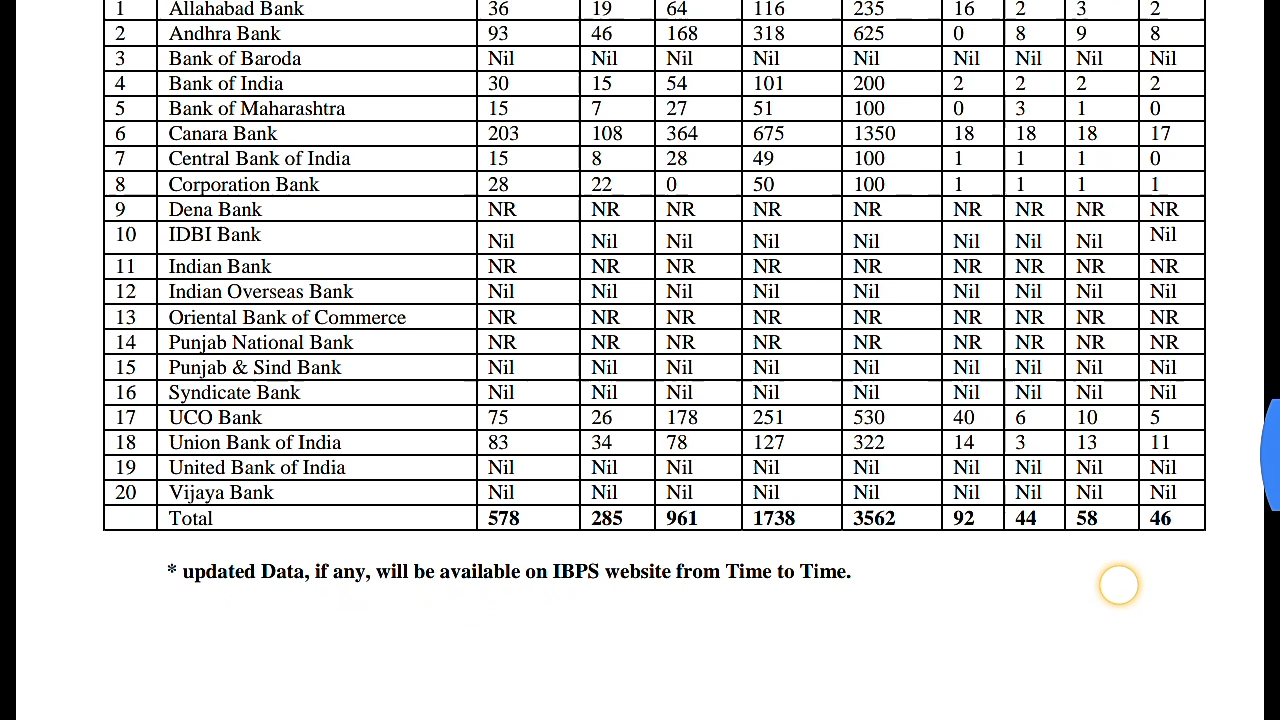 1 Allahabad Bank 36 19 64 116 235 16 2 3 2
2 Andhra Bank 93 46 168 318 625 0 8 9 8
3 Bank of Baroda Nil Nil Nil Nil Nil Nil Nil Nil Nil
4 Bank of India 30 15 54 101 200 2 2 2 2
5 Bank of Maharashtra 15 7 27 51 100 0 3 1 0
6 Canara Bank 203 108 364 675 1350 18 18 18 17
7 Central Bank of India 15 8 28 49 100 1 1 1 0
8 Corporation Bank 28 22 0 50 100 1 1 1 1
9 Dena Bank NR NR NR NR NR NR NR NR NR
10 IDBI Bank Nil Nil Nil Nil Nil Nil Nil Nil Nil
11 Indian Bank NR NR NR NR NR NR NR NR NR
12 Indian Overseas Bank Nil Nil Nil Nil Nil Nil Nil Nil Nil
13 Oriental Bank of Commerce NR NR NR NR NR NR NR NR NR
14 Punjab National Bank NR NR NR NR NR NR NR NR NR
15 Punjab & Sind Bank Nil Nil Nil Nil Nil Nil Nil Nil Nil
16 Syndicate Bank Nil Nil Nil Nil Nil Nil Nil Nil Nil
17 UCO Bank 75 26 178 251 530 40 6 10 5
18 Union Bank of India 83 34 78 127 322 14 3 13 11
19 United Bank of India Nil Nil Nil Nil Nil Nil Nil Nil Nil
20 Vijaya Bank Nil Nil Nil Nil Nil Nil Nil Nil Nil
Total 578 285 961 1738 3562 92 44 58 46
* updated Data, if any, will be available on IBPS website from Time to Time.